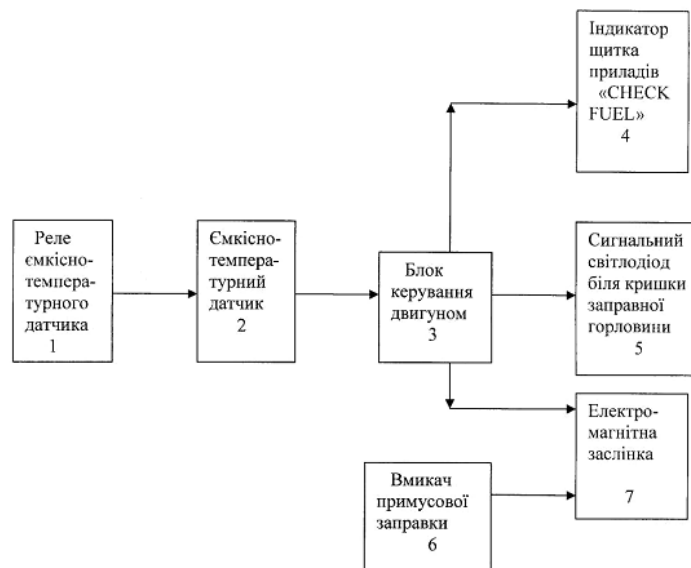 Індикатор
щитка
приладів
«CHECK
FUEL»
4
Реле
ємкісно-
темпера-
турного
датчика
1
Ємкісно-
темпера-
турний
датчик
2
Блок
керування
двигуном
3
Сигнальний
світлодіод
біля кришки
заправної
горловини
5
Електро-
магнітна
заслінка
7
Вмикач
примусової
заправки
6